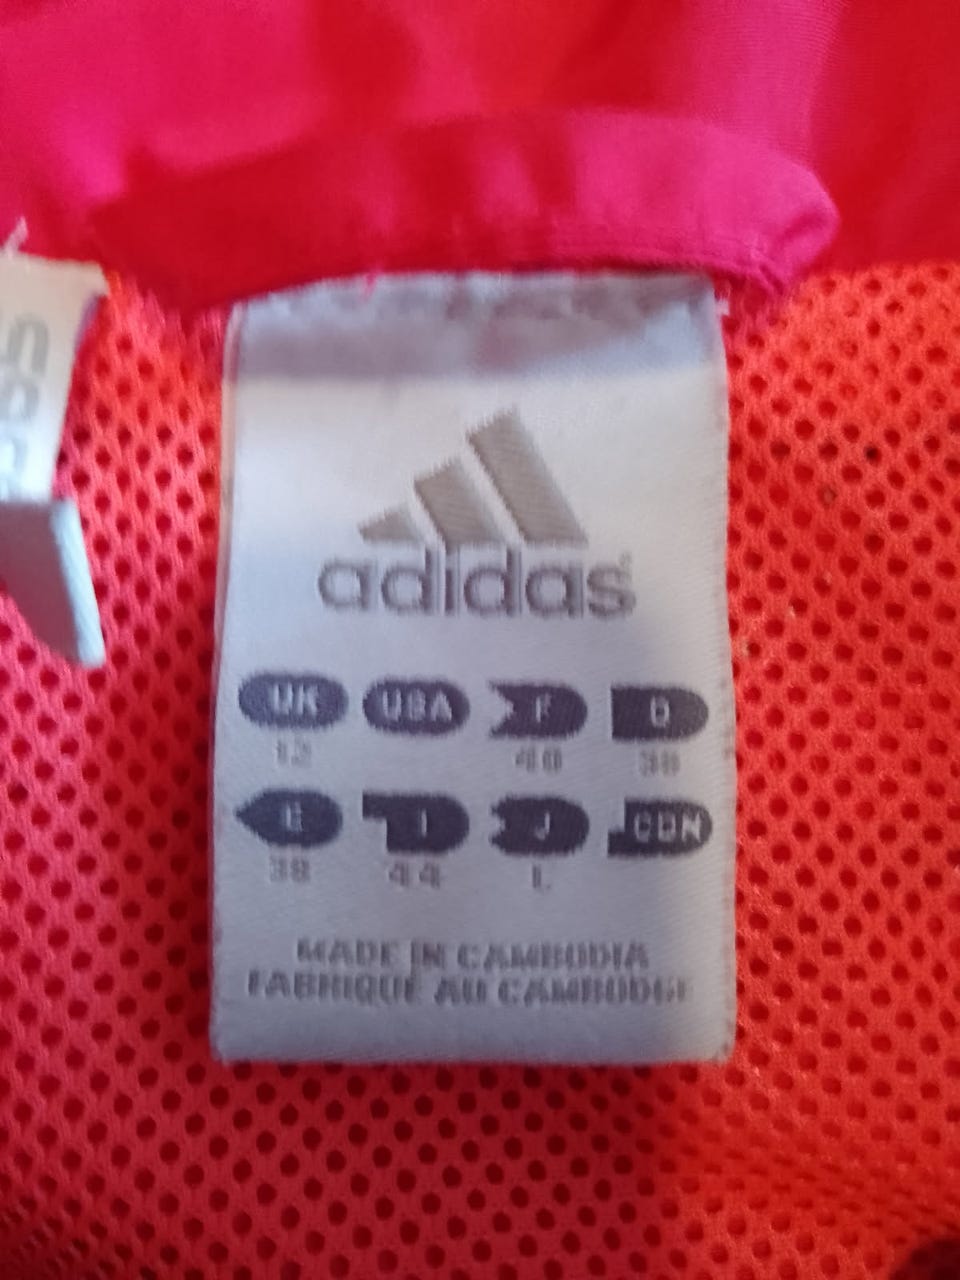 adidas
UK USA F D
12 40 38
E I J CDN
38 44 L
MADE IN CAMBODIA
FABRIQUÉ AU CAMBODGE